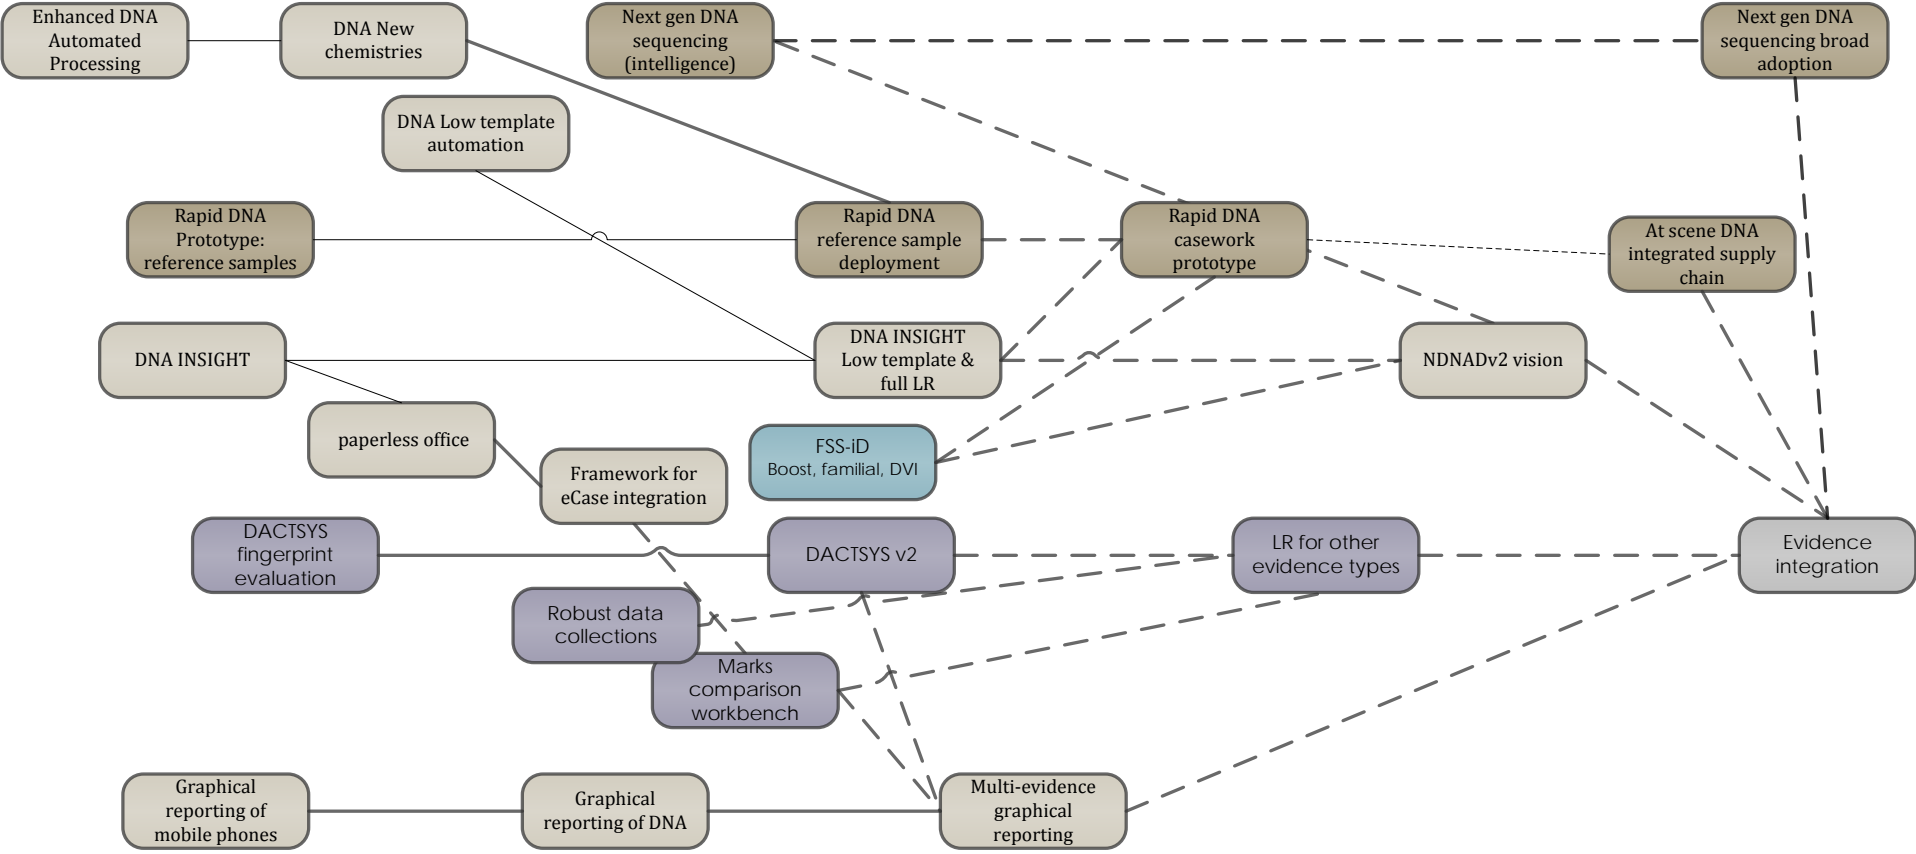 Enhanced DNA
Automated
Processing
DNA New
chemistries
Next gen DNA
sequencing
(intelligence)
Next gen DNA
sequencing broad
adoption
DNA Low template
automation
Rapid DNA
Prototype:
reference samples
Rapid DNA
reference sample
deployment
Rapid DNA
casework
prototype
At scene DNA
integrated supply
chain
DNA INSIGHT
DNA INSIGHT
Low template &
full LR
NDNADv2 vision
paperless office
FSS-iD
Boost, familial, DVI
Framework for
eCase integration
DACTSYS
fingerprint
evaluation
DACTSYS v2
LR for other
evidence types
Evidence
integration
Robust data
collections
Marks
comparison
workbench
Graphical
reporting of
mobile phones
Graphical
reporting of DNA
Multi-evidence
graphical
reporting